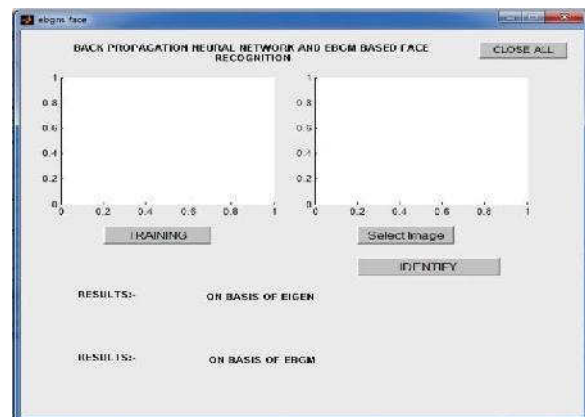 ebgm face
BACK PROPAGATION NEURAL NETWORK AND EBGM BASED FACE
RECOGNITION
CLOSE ALL
1
0.8
0.6
0.4
0.2
0
0 0.2 0.4 0.6 0.8 1
1
0.8
0.6
0.4
0.2
0
0 0.2 0.4 0.6 0.8 1
TRAINING
Select Image
IDENTIFY
RESULTS:- ON BASIS OF EIGEN
RESULTS:- ON BASIS OF EBGM